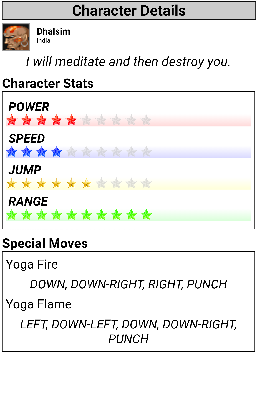 Character Details
Dhalsim
India
I will meditate and then destroy you.
Character Stats
POWER
SPEED
JUMP
RANGE
Special Moves
Yoga Fire
DOWN, DOWN-RIGHT, RIGHT, PUNCH
Yoga Flame
LEFT, DOWN-LEFT, DOWN, DOWN-RIGHT,
PUNCH